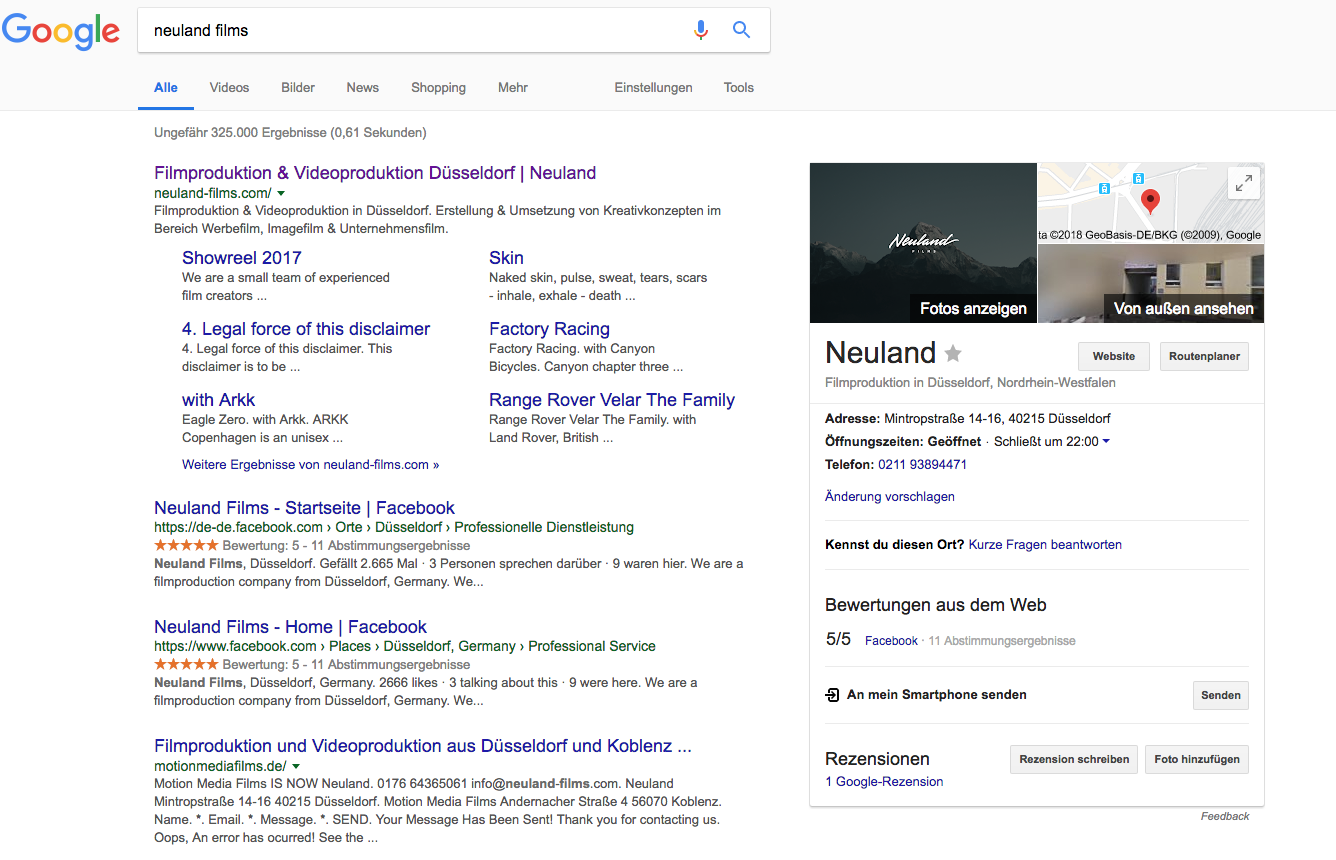 Google
neuland films
Alle Videos Bilder News Shopping Mehr Einstellungen Tools
Ungefähr 325.000 Ergebnisse (0,61 Sekunden)
Filmproduktion & Videoproduktion Düsseldorf | Neuland
neuland-films.com/
Filmproduktion & Videoproduktion in Düsseldorf. Erstellung & Umsetzung von Kreativkonzepten im
Bereich Werbefilm, Imagefilm & Unternehmensfilm.
Showreel 2017
We are a small team of experienced
film creators ...
Skin
Naked skin, pulse, sweat, tears, scars
- inhale, exhale - death ...
4. Legal force of this disclaimer
4. Legal force of this disclaimer. This
disclaimer is to be ...
Factory Racing
Factory Racing. with Canyon
Bicycles. Canyon chapter three ...
with Arkk
Eagle Zero. with Arkk. ARKK
Copenhagen is an unisex ...
Range Rover Velar The Family
Range Rover Velar The Family. with
Land Rover, British ...
Weitere Ergebnisse von neuland-films.com »
Neuland Films - Startseite | Facebook
https://de-de.facebook.com › Orte › Düsseldorf › Professionelle Dienstleistung
★★★★★ Bewertung: 5 - 11 Abstimmungsergebnisse
Neuland Films, Düsseldorf. Gefällt 2.665 Mal · 3 Personen sprechen darüber · 9 waren hier. We are a
filmproduction company from Düsseldorf, Germany. We...
Neuland Films - Home | Facebook
https://www.facebook.com › Places › Düsseldorf, Germany › Professional Service
★★★★★ Bewertung: 5 - 11 Abstimmungsergebnisse
Neuland Films, Düsseldorf, Germany. 2666 likes · 3 talking about this · 9 were here. We are a
filmproduction company from Düsseldorf, Germany. We...
Filmproduktion und Videoproduktion aus Düsseldorf und Koblenz ...
motionmediafilms.de/
Motion Media Films IS NOW Neuland. 0176 64365061 info@neuland-films.com. Neuland
Mintropstraße 14-16 40215 Düsseldorf. Motion Media Films Andernacher Straße 4 56070 Koblenz.
Name. *. Email. *. Message. *. SEND. Your Message Has Been Sent! Thank you for contacting us.
Oops, An error has ocurred! See the ...
Neuland
FILMS
Fotos anzeigen
ta ©2018 GeoBasis-DE/BKG (©2009), Google
Von außen ansehen
Neuland
Website Routenplaner
Filmproduktion in Düsseldorf, Nordrhein-Westfalen
Adresse: Mintropstraße 14-16, 40215 Düsseldorf
Öffnungszeiten: Geöffnet · Schließt um 22:00
Telefon: 0211 93894471
Änderung vorschlagen
Kennst du diesen Ort? Kurze Fragen beantworten
Bewertungen aus dem Web
5/5 Facebook · 11 Abstimmungsergebnisse
An mein Smartphone senden Senden
Rezensionen Rezension schreiben Foto hinzufügen
1 Google-Rezension
Feedback